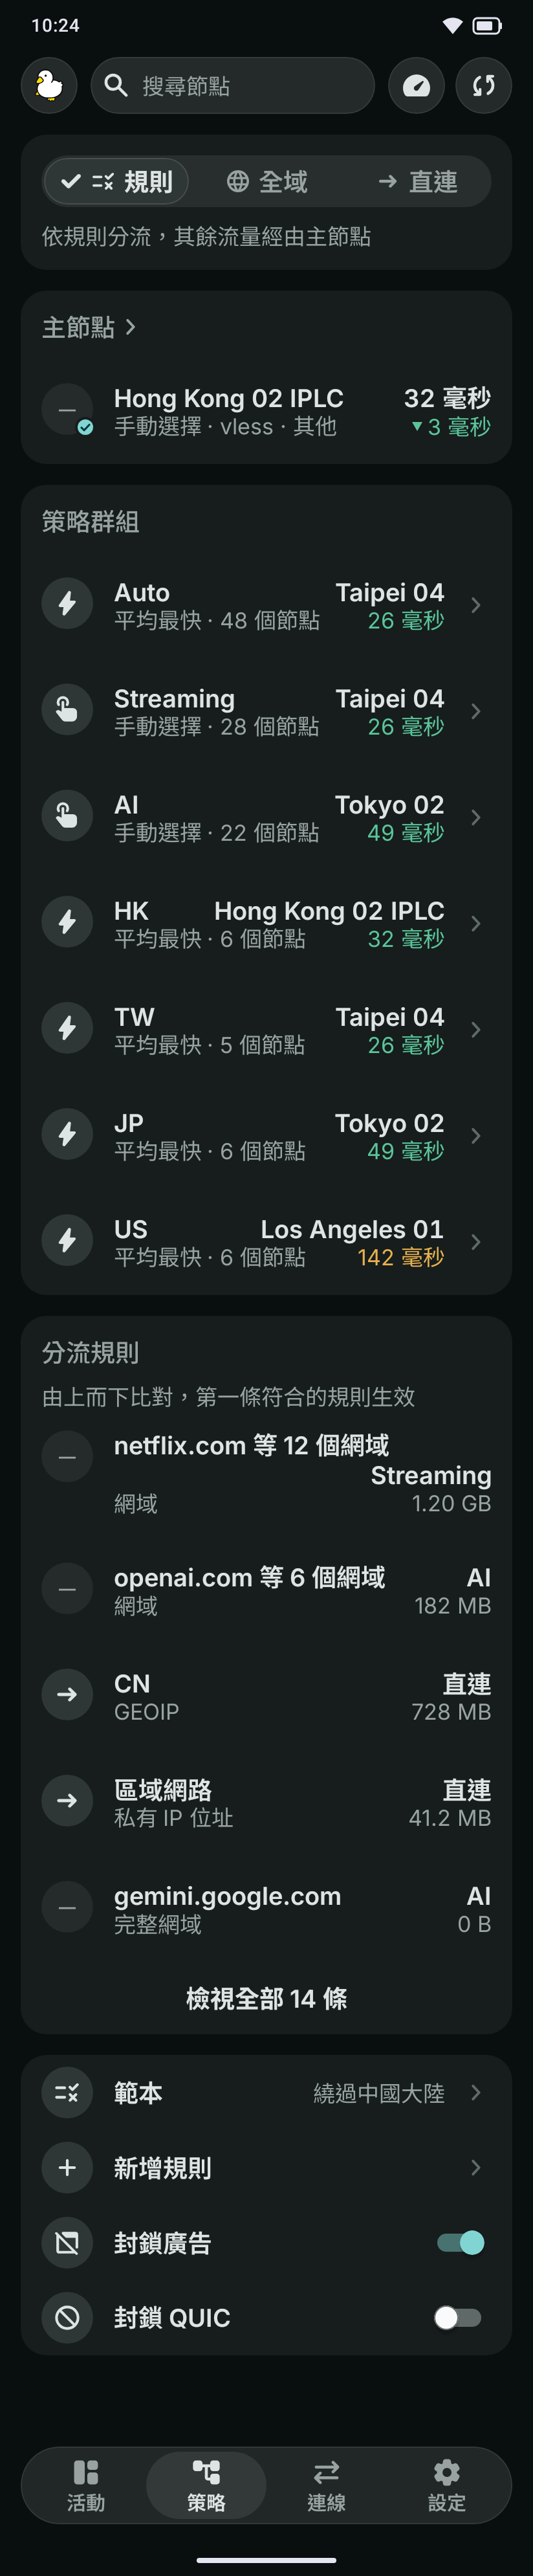 10:24
搜尋節點
規則
全域
直連
依規則分流，其餘流量經由主節點
主節點
Hong Kong 02 IPLC
32 毫秒
手動選擇 · vless · 其他
▼3 毫秒
策略群組
Auto
Taipei 04
平均最快 · 48 個節點
26 毫秒
Streaming
Taipei 04
手動選擇 · 28 個節點
26 毫秒
AI
Tokyo 02
手動選擇 · 22 個節點
49 毫秒
HK
Hong Kong 02 IPLC
平均最快 · 6 個節點
32 毫秒
TW
Taipei 04
平均最快 · 5 個節點
26 毫秒
JP
Tokyo 02
平均最快 · 6 個節點
49 毫秒
US
Los Angeles 01
平均最快 · 6 個節點
142 毫秒
分流規則
由上而下比對，第一條符合的規則生效
netflix.com 等 12 個網域
Streaming
網域
1.20 GB
openai.com 等 6 個網域
AI
網域
182 MB
CN
直連
GEOIP
728 MB
區域網路
直連
私有 IP 位址
41.2 MB
gemini.google.com
AI
完整網域
0 B
檢視全部 14 條
範本
繞過中國大陸
新增規則
封鎖廣告
封鎖 QUIC
活動
策略
連線
設定